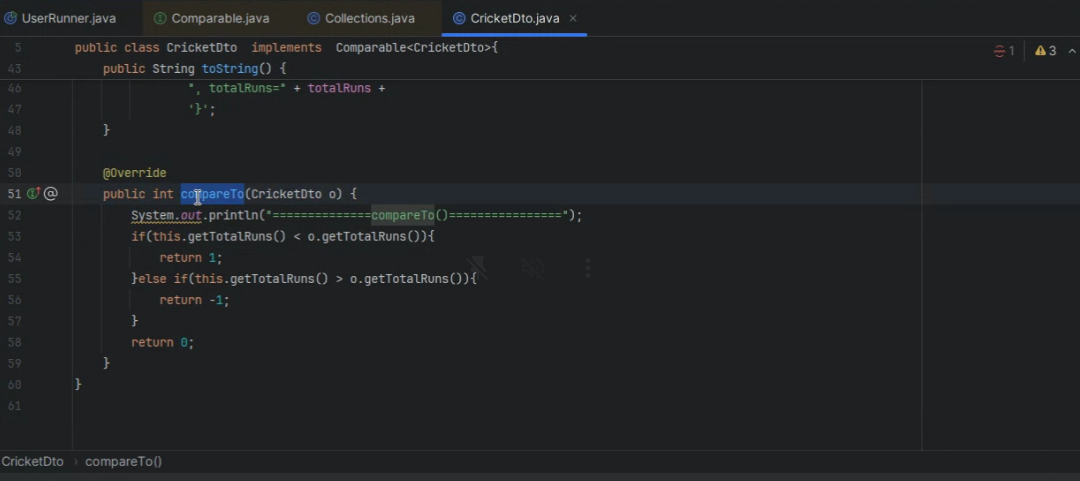 UserRunner.java Comparable.java Collections.java CricketDto.java ×
5 public class CricketDto implements Comparable<CricketDto>{ 1 3
43 public String toString() {
46 ", totalRuns=" + totalRuns +
47 '}';
48 }
49
50 @Override
51 @ public int compareTo(CricketDto o) {
52 System.out.println("==============compareTo()================");
53 if(this.getTotalRuns() < o.getTotalRuns()){
54 return 1;
55 }else if(this.getTotalRuns() > o.getTotalRuns()){
56 return -1;
57 }
58 return 0;
59 }
60 }
61
CricketDto › compareTo()